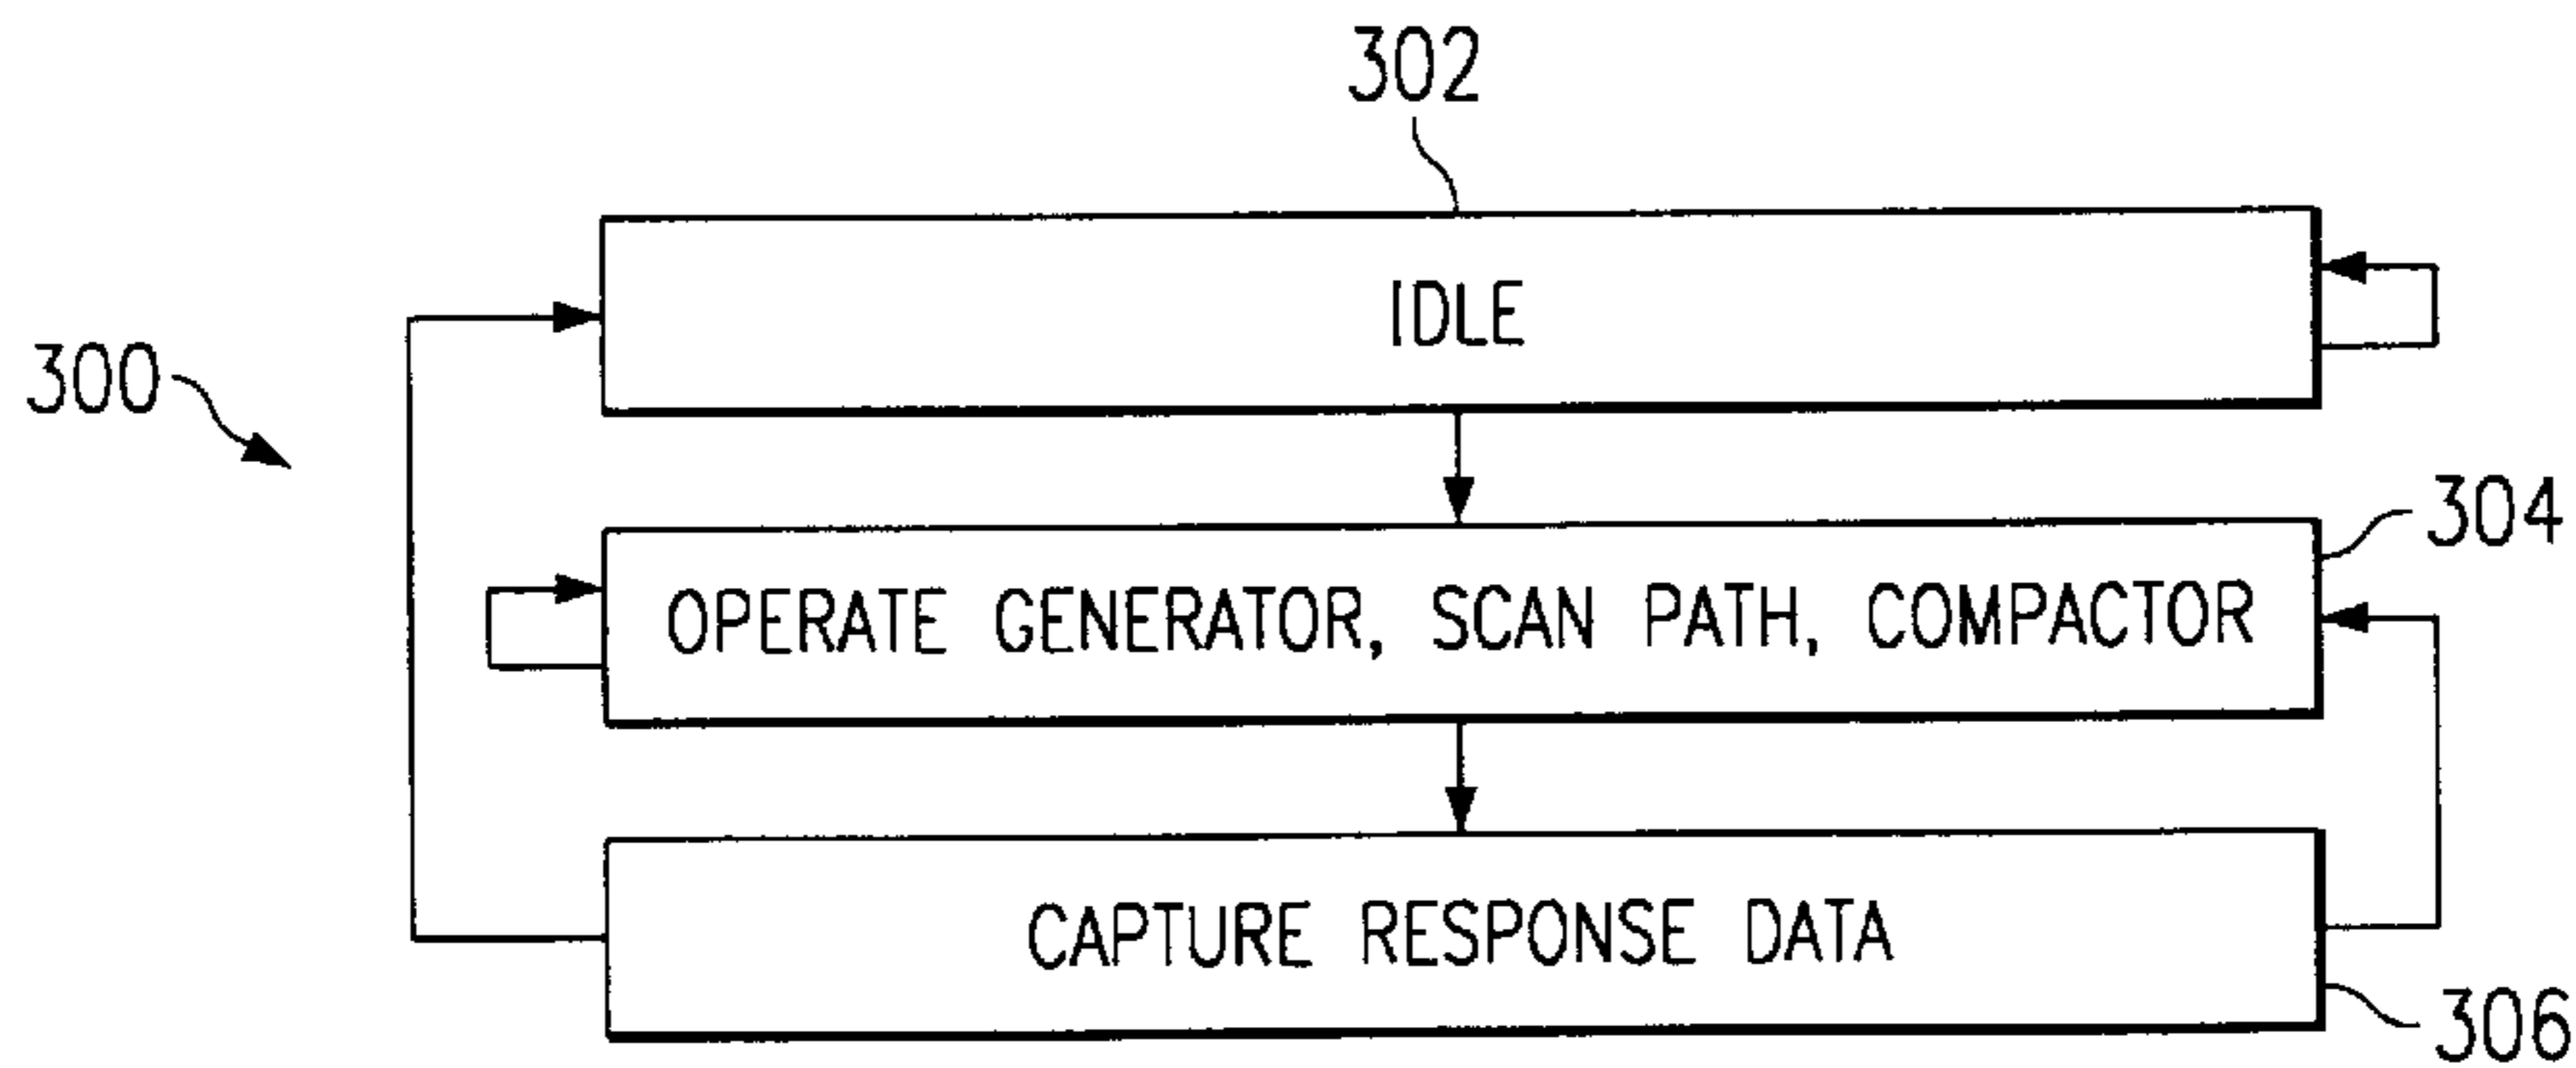 302
IDLE
300
304
OPERATE GENERATOR, SCAN PATH, COMPACTOR
CAPTURE RESPONSE DATA
306